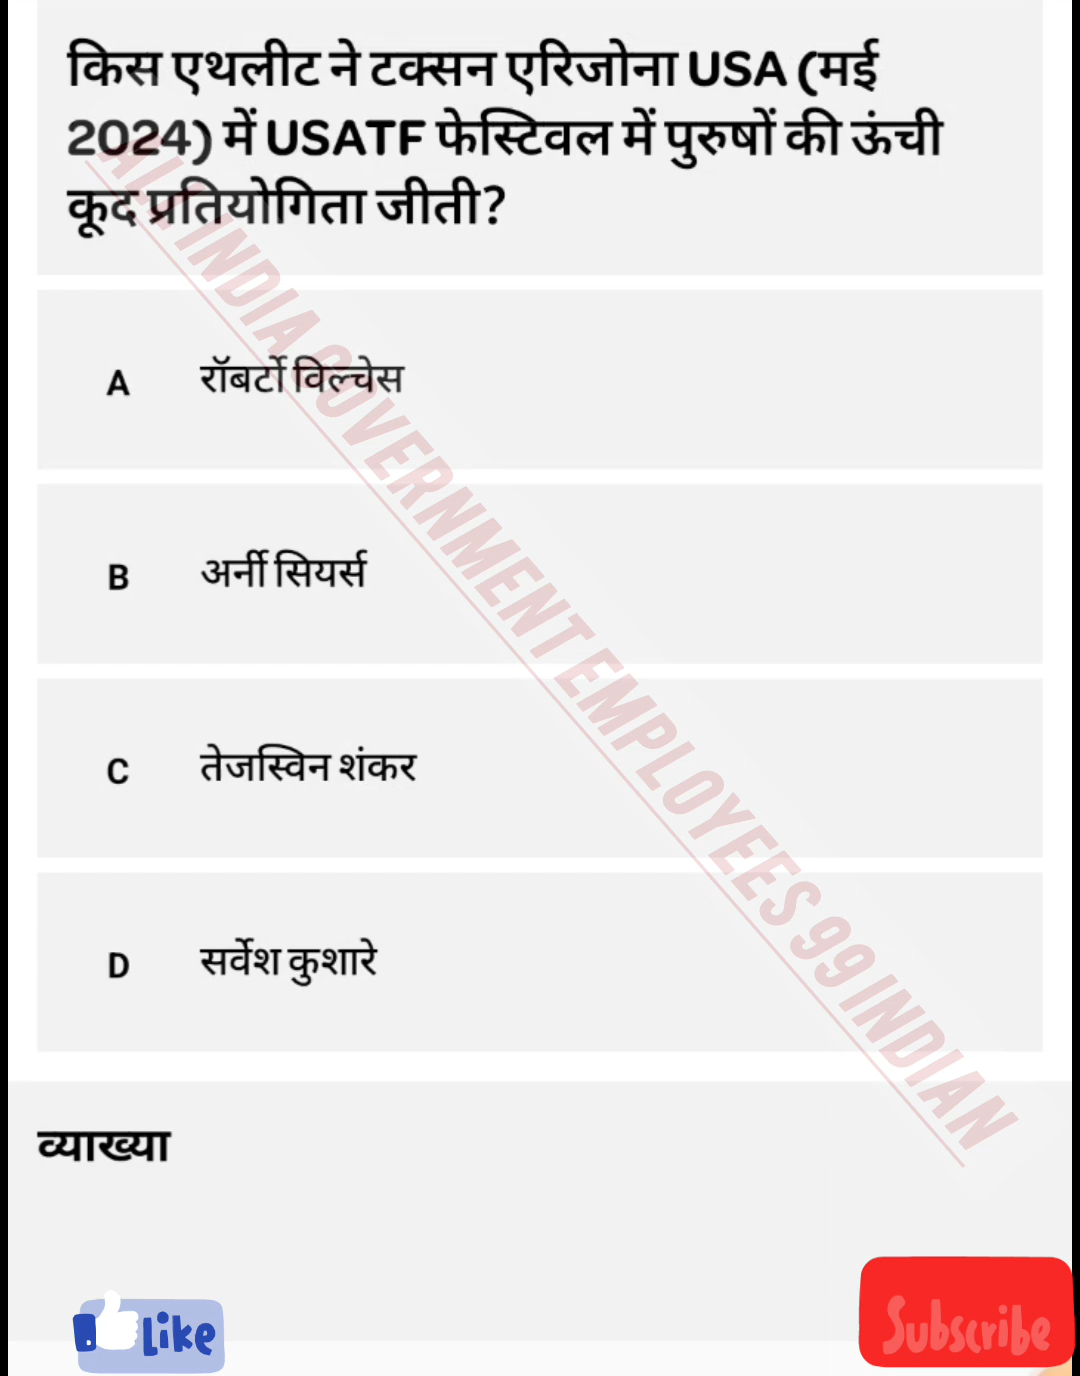 किस एथलीट ने टक्सन एरिजोना USA (मई
2024) में USATF फेस्टिवल में पुरुषों की ऊंची
कूद प्रतियोगिता जीती?
A रॉबर्टो विल्चेस
B अर्नी सियर्स
C तेजस्विन शंकर
D सर्वेश कुशारे
ALL INDIA GOVERNMENT EMPLOYEES 99 INDIAN
व्याख्या
Like
Subscribe